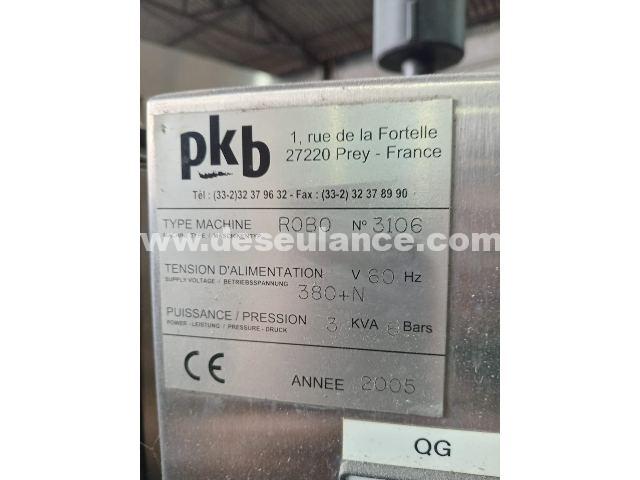 pkb
1, rue de la Fortelle
27220 Prey - France
Tél : (33-2)32 37 96 32 - Fax : (33-2) 32 37 89 90
TYPE MACHINE ROBO N° 3106
www.deseulance.com
TENSION D'ALIMENTATION V 60 Hz
SUPPLY VOLTAGE / BETRIEBSSPANNUNG 380+N
PUISSANCE / PRESSION 3 KVA 6 Bars
POWER - LEISTUNG / PRESSURE - DRUCK
CE ANNEE 2005
QG